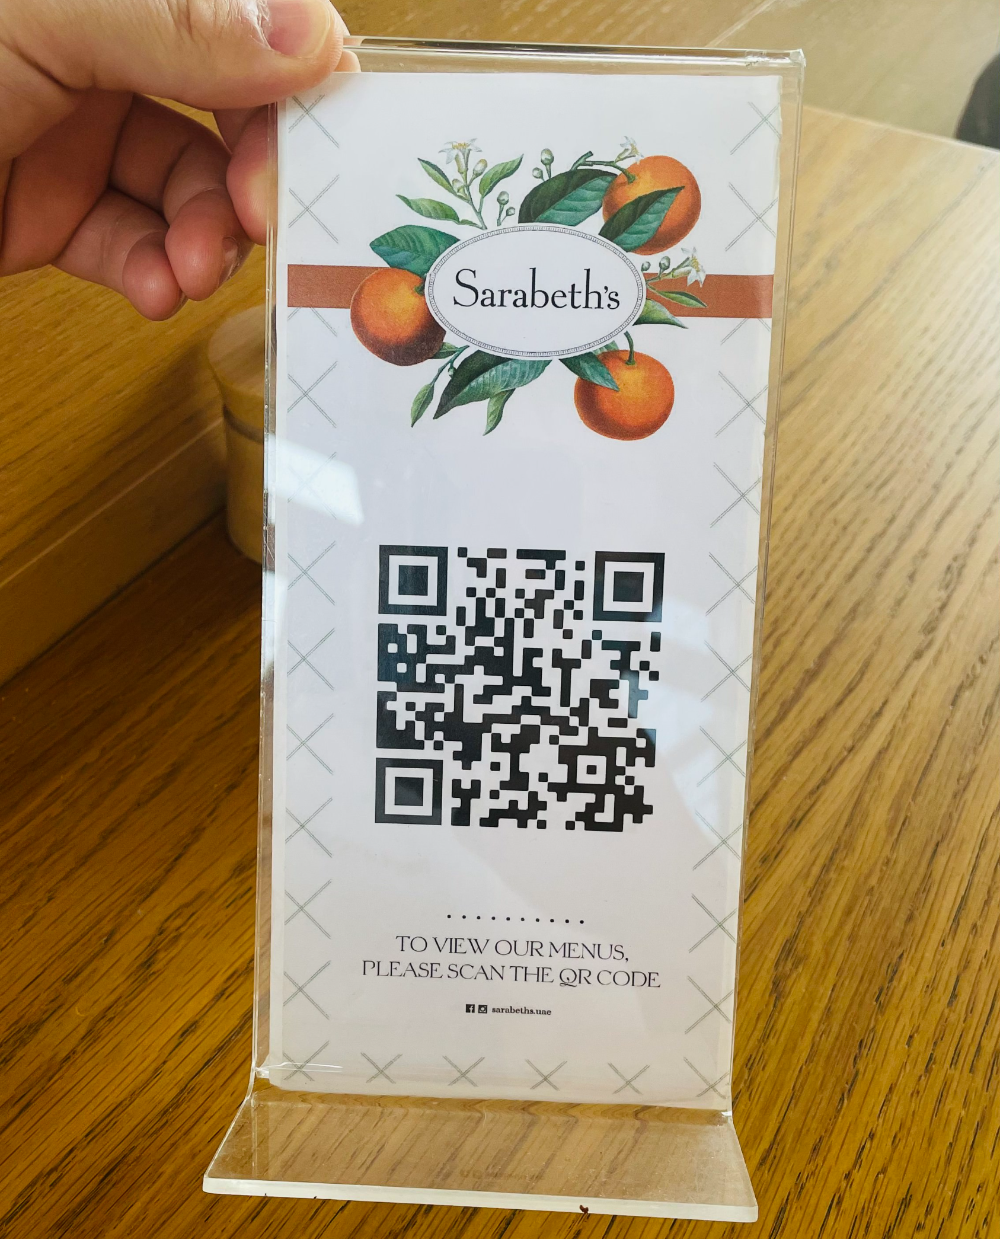 Sarabeth's
TO VIEW OUR MENUS,
PLEASE SCAN THE QR CODE
sarabeths.uae